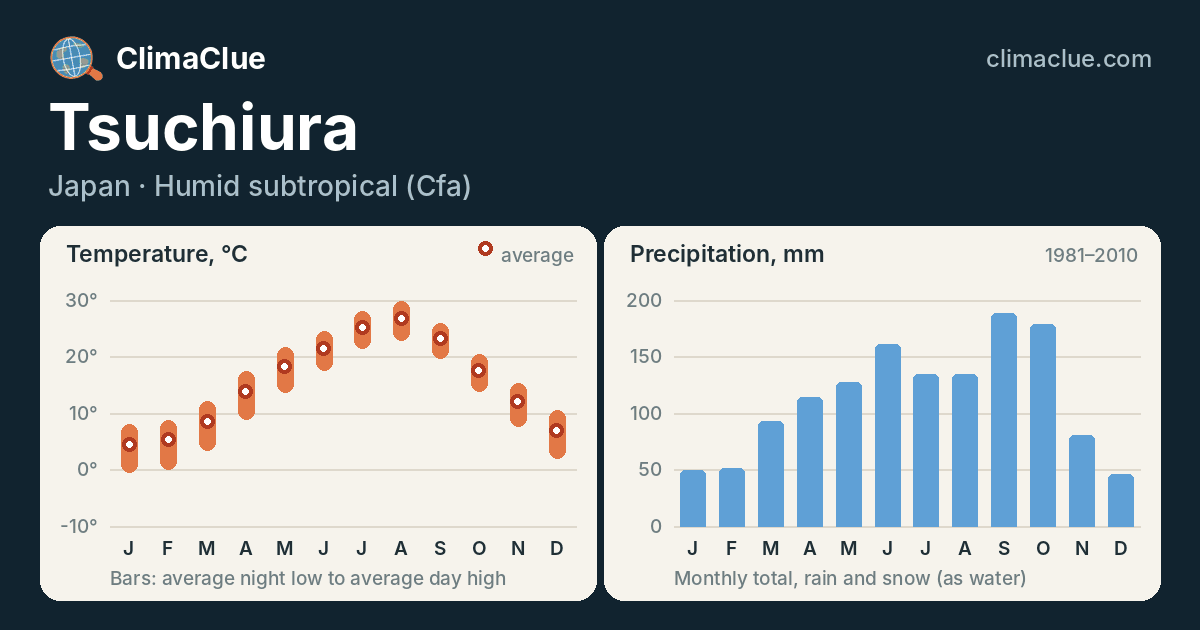 ClimaClue
climaclue.com
Tsuchiura
Japan · Humid subtropical (Cfa)
Temperature, °C
average
30°
20°
10°
0°
-10°
J F M A M J J A S O N D
Bars: average night low to average day high
Precipitation, mm
1981–2010
200
150
100
50
0
J F M A M J J A S O N D
Monthly total, rain and snow (as water)